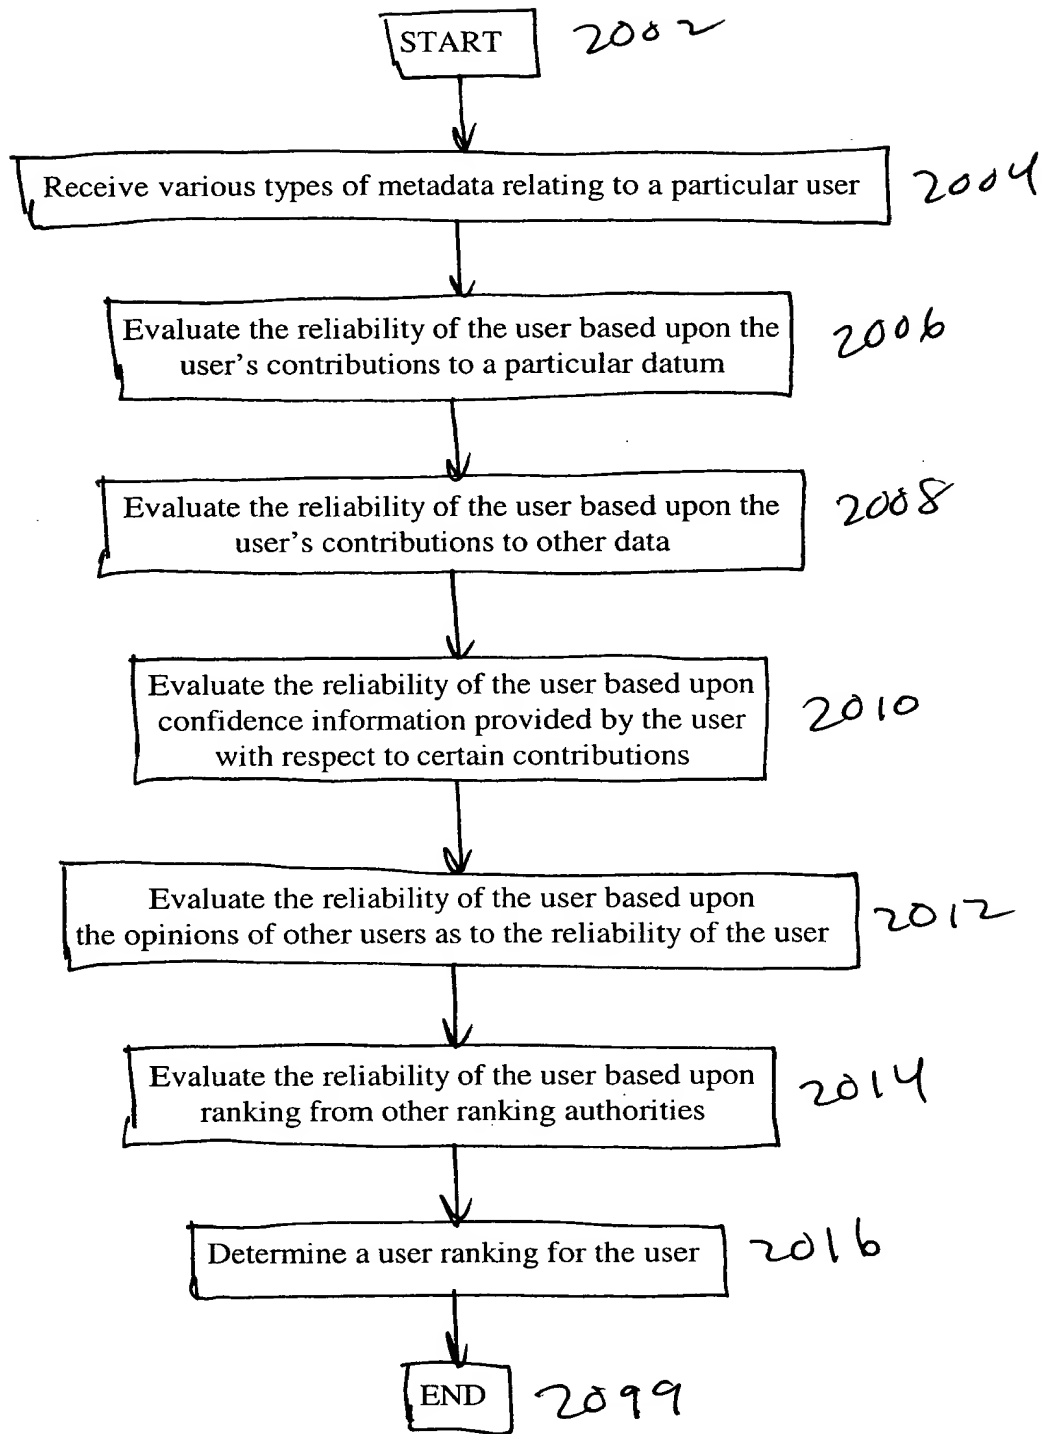 START 2002
Receive various types of metadata relating to a particular user 2004
Evaluate the reliability of the user based upon the
user's contributions to a particular datum 2006
Evaluate the reliability of the user based upon the
user's contributions to other data 2008
Evaluate the reliability of the user based upon
confidence information provided by the user
with respect to certain contributions 2010
Evaluate the reliability of the user based upon
the opinions of other users as to the reliability of the user 2012
Evaluate the reliability of the user based upon
ranking from other ranking authorities 2014
Determine a user ranking for the user 2016
END 2099